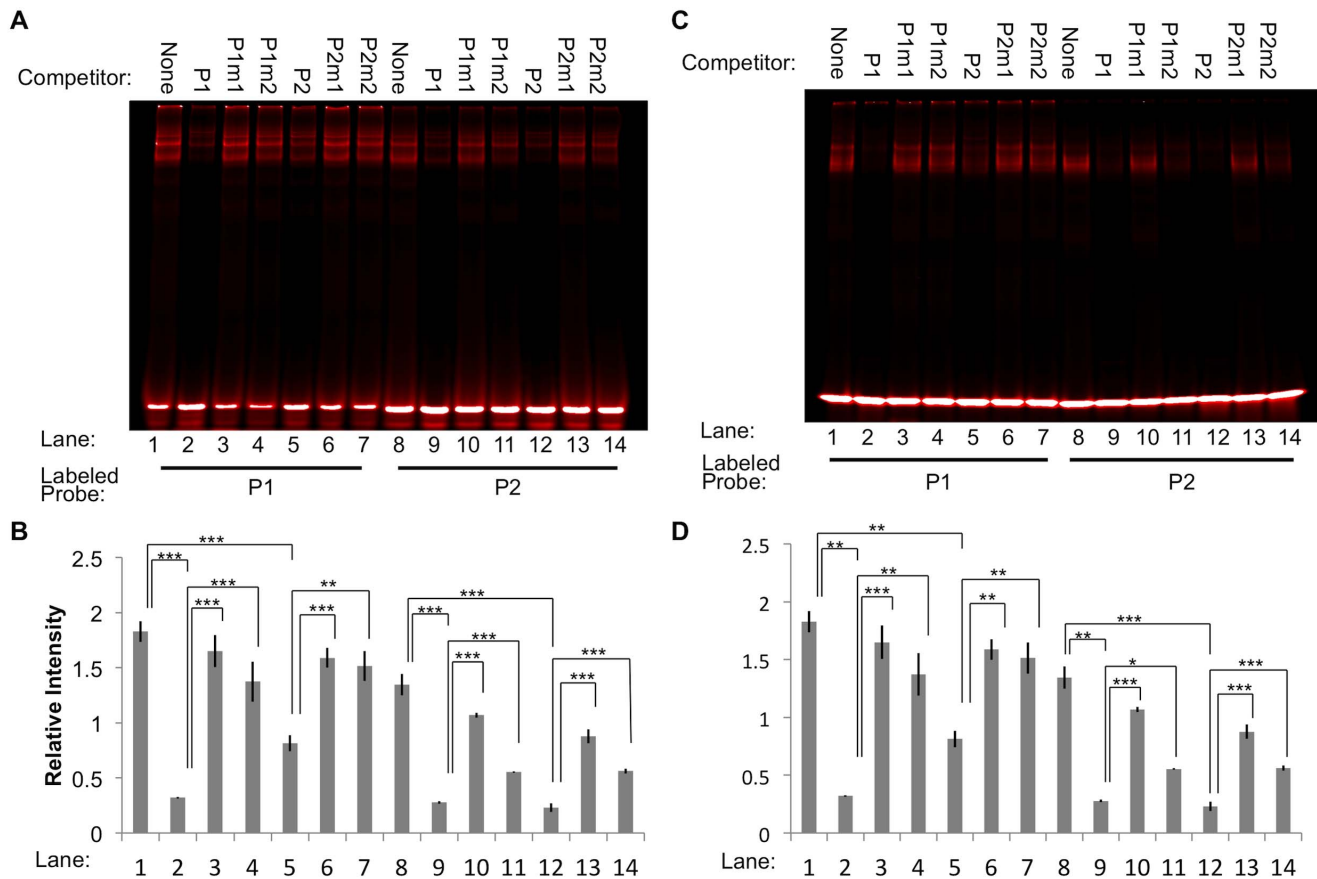 A
Competitor: None P1 P1m1 P1m2 P2 P2m1 P2m2 None P1 P1m1 P1m2 P2 P2m1 P2m2
Lane: 1 2 3 4 5 6 7 8 9 10 11 12 13 14
Labeled Probe: P1 P2
C
Competitor: None P1 P1m1 P1m2 P2 P2m1 P2m2 None P1 P1m1 P1m2 P2 P2m1 P2m2
Lane: 1 2 3 4 5 6 7 8 9 10 11 12 13 14
Labeled Probe: P1 P2
B
Relative Intensity
2.5
2
1.5
1
0.5
0
*** *** *** *** ** *** *** *** *** *** *** ***
Lane: 1 2 3 4 5 6 7 8 9 10 11 12 13 14
D
2.5
2
1.5
1
0.5
0
** ** ** *** ** ** *** ** * *** *** ***
Lane: 1 2 3 4 5 6 7 8 9 10 11 12 13 14